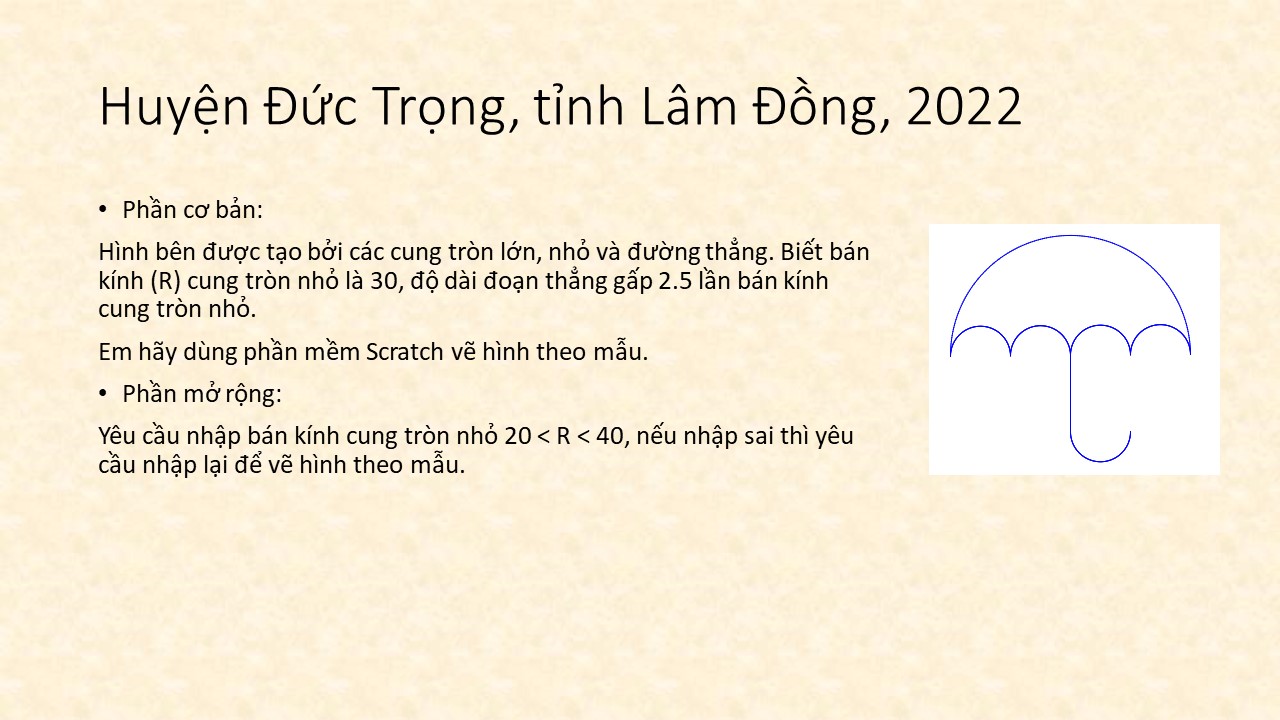 Huyện Đức Trọng, tỉnh Lâm Đồng, 2022
• Phần cơ bản:
Hình bên được tạo bởi các cung tròn lớn, nhỏ và đường thẳng. Biết bán
kính (R) cung tròn nhỏ là 30, độ dài đoạn thẳng gấp 2.5 lần bán kính
cung tròn nhỏ.
Em hãy dùng phần mềm Scratch vẽ hình theo mẫu.
• Phần mở rộng:
Yêu cầu nhập bán kính cung tròn nhỏ 20 < R < 40, nếu nhập sai thì yêu
cầu nhập lại để vẽ hình theo mẫu.